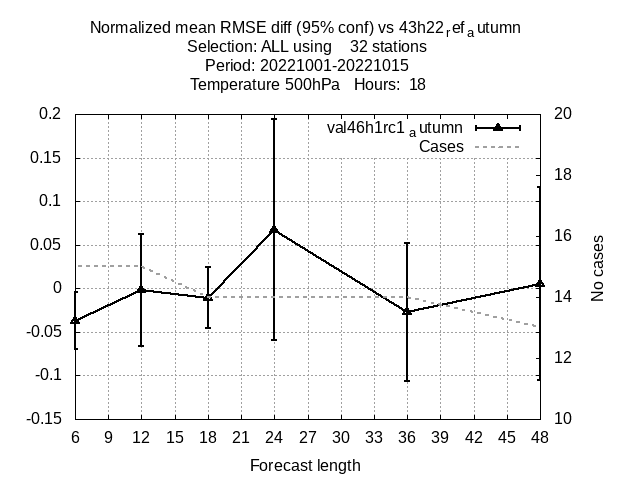 Normalized mean RMSE diff (95% conf) vs 43h22ref autumn
Selection: ALL using 32 stations
Period: 20221001-20221015
Temperature 500hPa Hours: 18
val46h1rc1autumn
Cases
0.2
0.15
0.1
0.05
0
-0.05
-0.1
-0.15
20
18
16
14
12
10
No cases
6 9 12 15 18 21 24 27 30 33 36 39 42 45 48
Forecast length